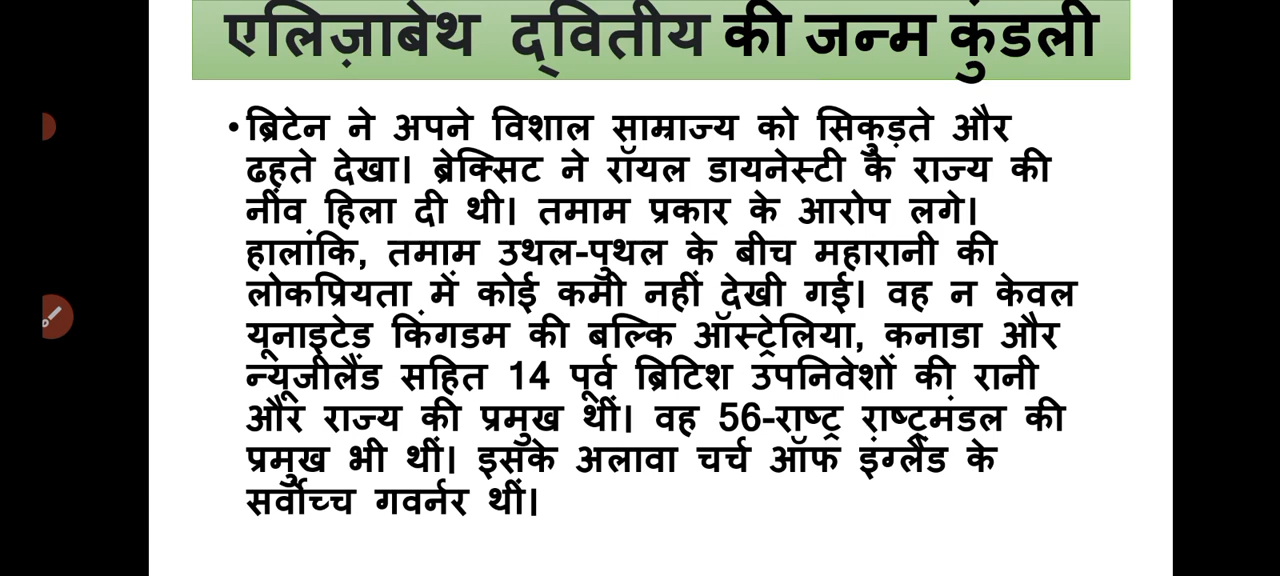 एलिज़ाबेथ द्वितीय की जन्म कुंडली
• ब्रिटेन ने अपने विशाल साम्राज्य को सिकुड़ते और
ढहते देखा। ब्रेक्सिट ने रॉयल डायनेस्टी के राज्य की
नींव हिला दी थी। तमाम प्रकार के आरोप लगे।
हालांकि, तमाम उथल-पुथल के बीच महारानी की
लोकप्रियता में कोई कमी नहीं देखी गई। वह न केवल
यूनाइटेड किंगडम की बल्कि ऑस्ट्रेलिया, कनाडा और
न्यूजीलैंड सहित 14 पूर्व ब्रिटिश उपनिवेशों की रानी
और राज्य की प्रमुख थीं। वह 56-राष्ट्र राष्ट्रमंडल की
प्रमुख भी थीं। इसके अलावा चर्च ऑफ इंग्लैंड के
सर्वोच्च गवर्नर थीं।